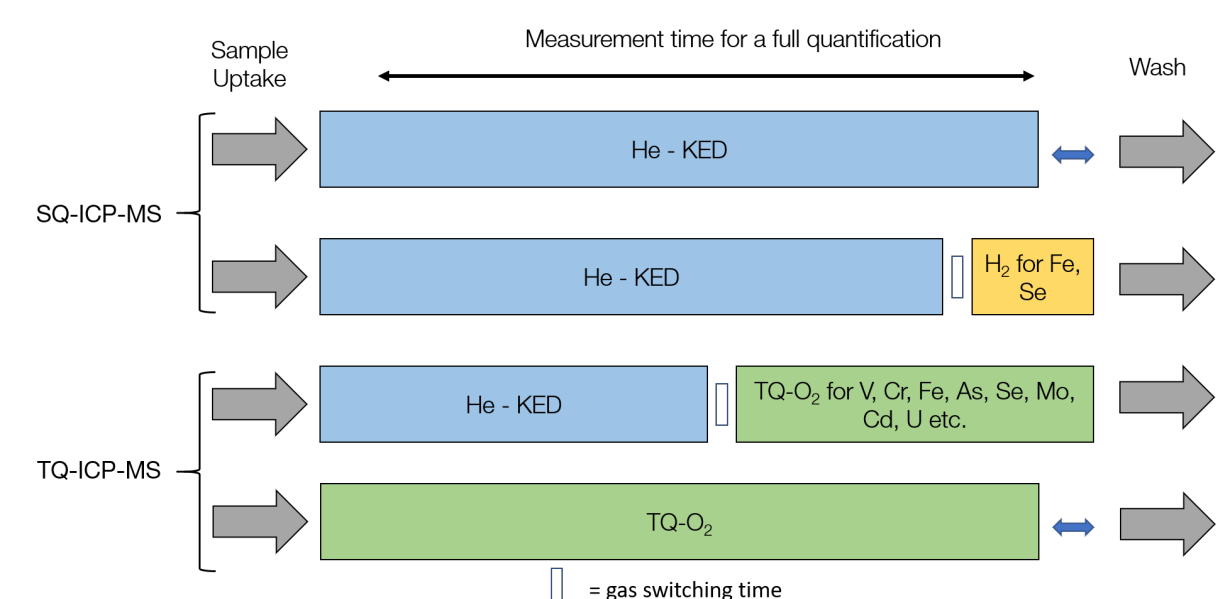 Measurement time for a full quantification
Sample
Uptake
Wash
He - KED
SQ-ICP-MS
He - KED
H₂ for Fe,
Se
He - KED
TQ-O₂ for V, Cr, Fe, As, Se, Mo,
Cd, U etc.
TQ-ICP-MS
TQ-O₂
= gas switching time